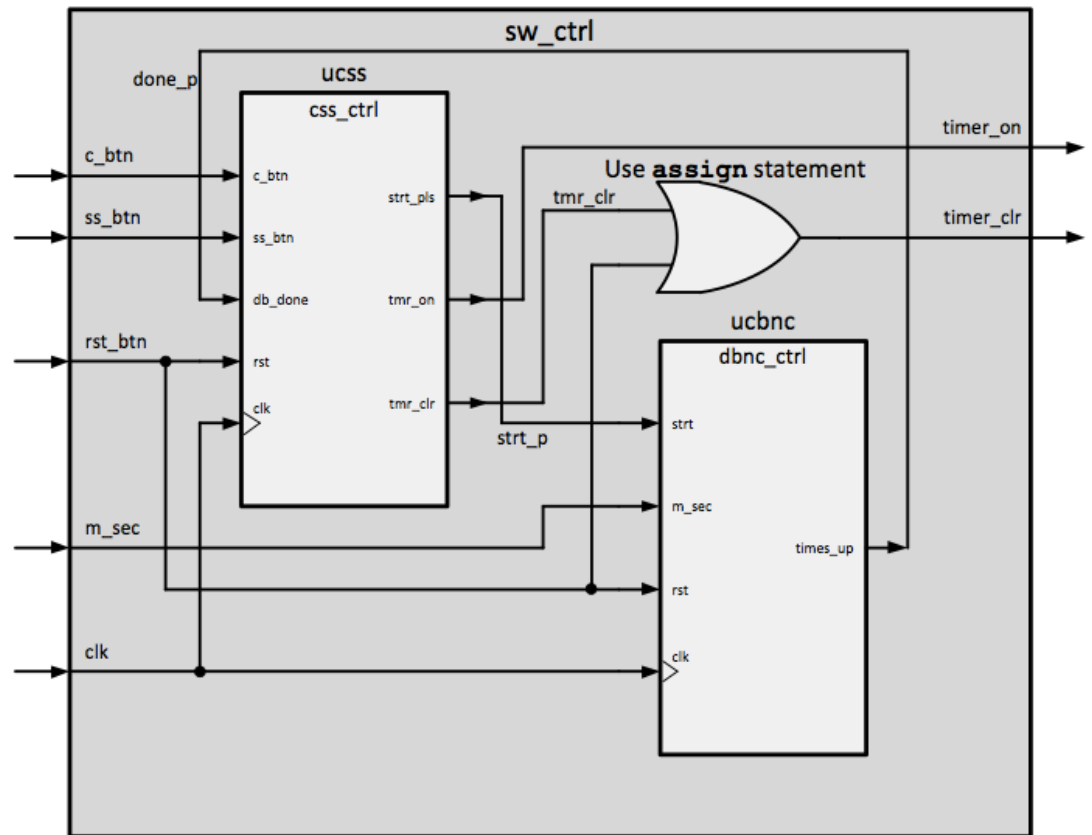 sw_ctrl
done_p
ucss
css_ctrl
timer_on
c_btn
c_btn
Use assign statement
strt_pls
tmr_clr
ss_btn
ss_btn
timer_clr
db_done
tmr_on
rst_btn
rst
ucbnc
dbnc_ctrl
clk
tmr_clr
strt_p
strt
m_sec
m_sec
times_up
rst
clk
clk